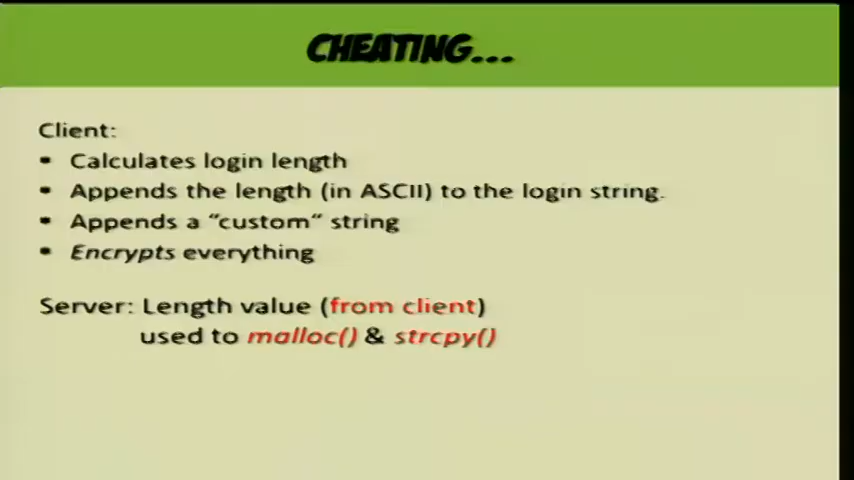 CHEATING...
Client:
• Calculates login length
• Appends the length (in ASCII) to the login string.
• Appends a “custom“ string
• Encrypts everything
Server: Length value (from client)
used to malloc() & strcpy()